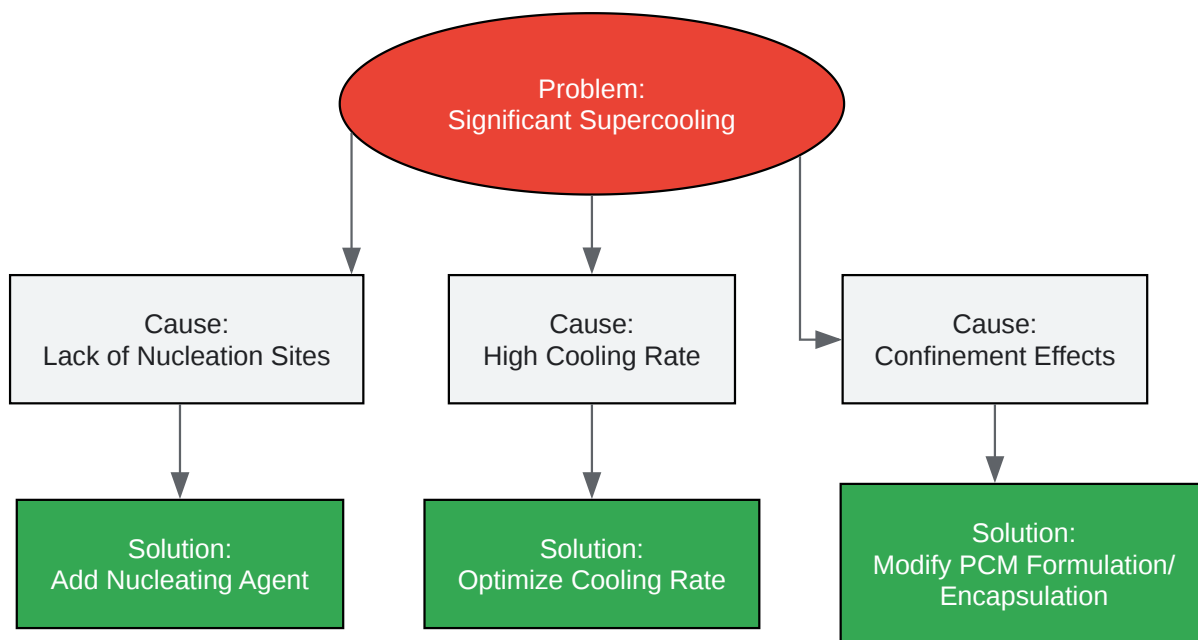 Problem:
Significant Supercooling
Cause:
Lack of Nucleation Sites
Cause:
High Cooling Rate
Cause:
Confinement Effects
Solution:
Add Nucleating Agent
Solution:
Optimize Cooling Rate
Solution:
Modify PCM Formulation/
Encapsulation